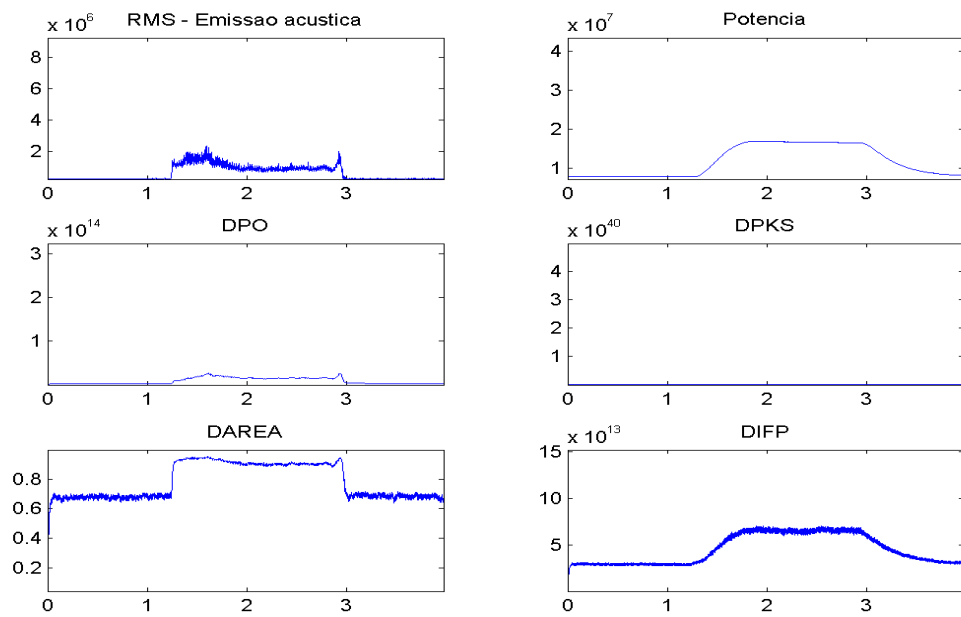 RMS - Emissao acustica
x 10^6
8
6
4
2
0 1 2 3
Potencia
x 10^7
4
3
2
1
0 1 2 3
DPO
x 10^14
3
2
1
0 1 2 3
DPKS
x 10^40
4
3
2
1
0 1 2 3
DAREA
0.8
0.6
0.4
0.2
0 1 2 3
DIFP
x 10^13
15
10
5
0 1 2 3